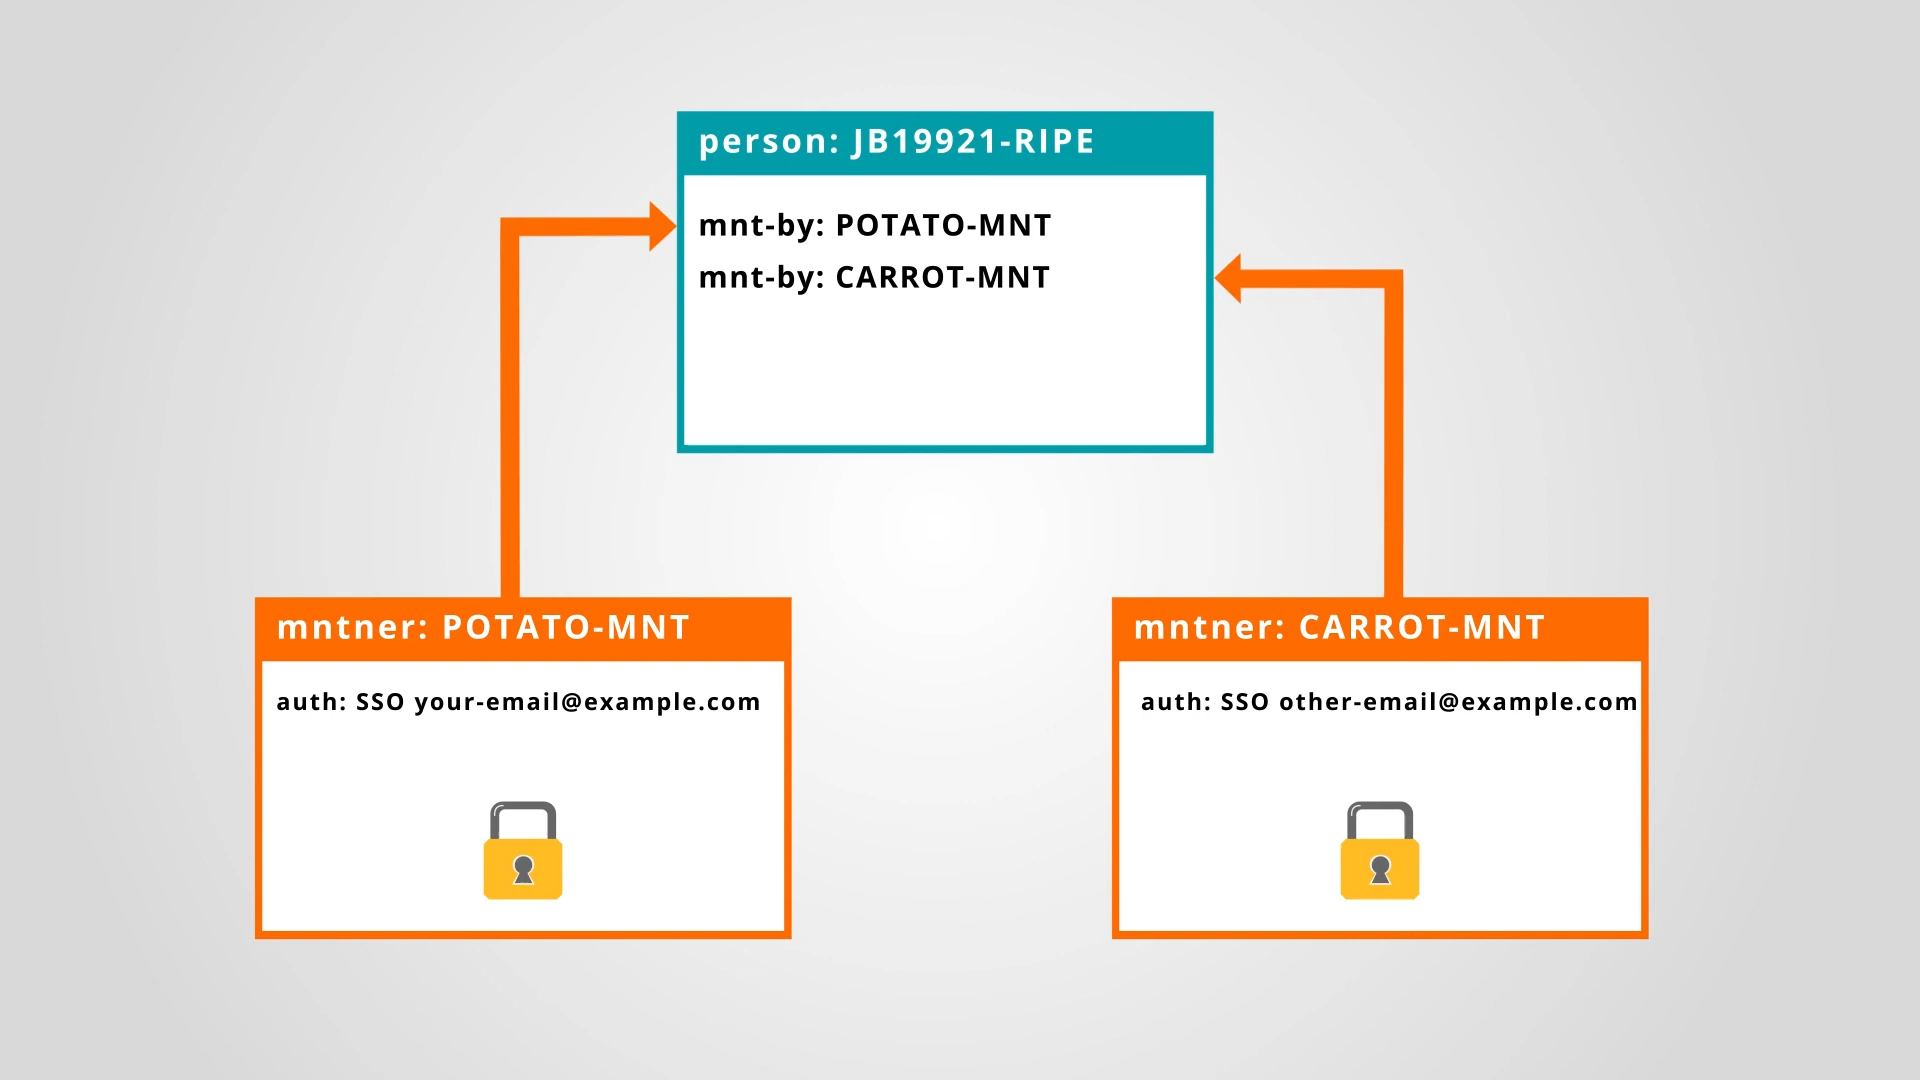 person: JB19921-RIPE
mnt-by: POTATO-MNT
mnt-by: CARROT-MNT
mntner: POTATO-MNT
auth: SSO your-email@example.com
mntner: CARROT-MNT
auth: SSO other-email@example.com